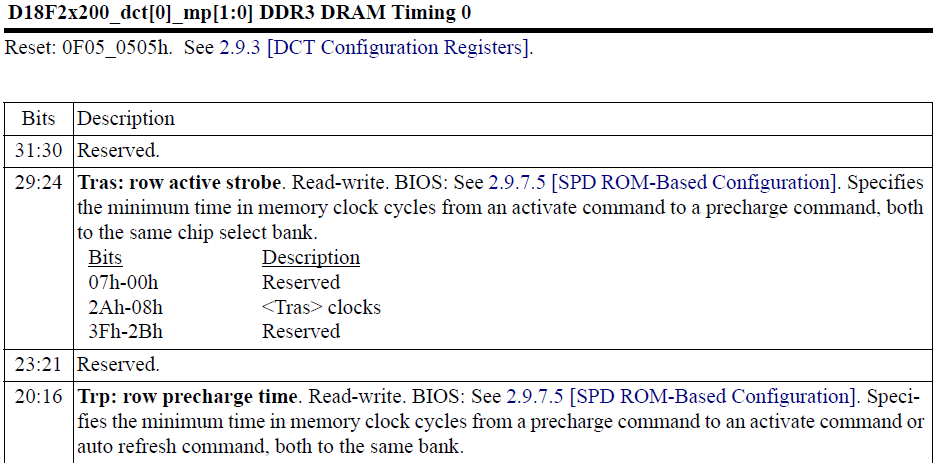 D18F2x200_dct[0]_mp[1:0] DDR3 DRAM Timing 0
Reset: 0F05_0505h. See 2.9.3 [DCT Configuration Registers].
Bits Description
31:30 Reserved.
29:24 Tras: row active strobe. Read-write. BIOS: See 2.9.7.5 [SPD ROM-Based Configuration]. Specifies
the minimum time in memory clock cycles from an activate command to a precharge command, both
to the same chip select bank.
Bits Description
07h-00h Reserved
2Ah-08h <Tras> clocks
3Fh-2Bh Reserved
23:21 Reserved.
20:16 Trp: row precharge time. Read-write. BIOS: See 2.9.7.5 [SPD ROM-Based Configuration]. Speci-
fies the minimum time in memory clock cycles from a precharge command to an activate command or
auto refresh command, both to the same bank.